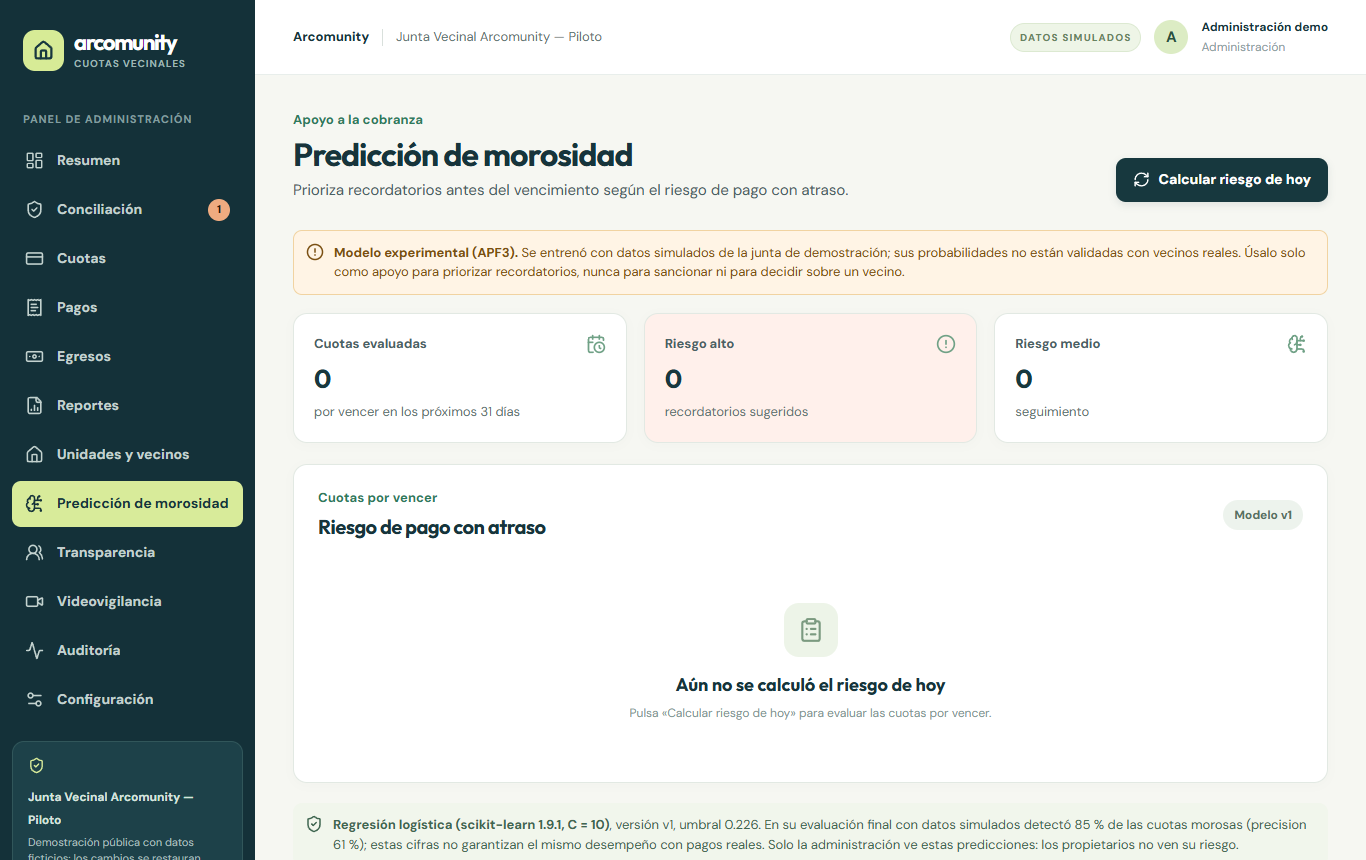 arcomunity
CUOTAS VECINALES
PANEL DE ADMINISTRACIÓN
Resumen
Conciliación
1
Cuotas
Pagos
Egresos
Reportes
Unidades y vecinos
Predicción de morosidad
Transparencia
Videovigilancia
Auditoría
Configuración
Junta Vecinal Arcomunity —
Piloto
Demostración pública con datos
ficticios: los cambios se restauran
Arcomunity
Junta Vecinal Arcomunity — Piloto
DATOS SIMULADOS
A
Administración demo
Administración
Apoyo a la cobranza
Predicción de morosidad
Prioriza recordatorios antes del vencimiento según el riesgo de pago con atraso.
Calcular riesgo de hoy
Modelo experimental (APF3). Se entrenó con datos simulados de la junta de demostración; sus probabilidades no están validadas con vecinos reales. Úsalo solo
como apoyo para priorizar recordatorios, nunca para sancionar ni para decidir sobre un vecino.
Cuotas evaluadas
0
por vencer en los próximos 31 días
Riesgo alto
0
recordatorios sugeridos
Riesgo medio
0
seguimiento
Cuotas por vencer
Riesgo de pago con atraso
Modelo v1
Aún no se calculó el riesgo de hoy
Pulsa «Calcular riesgo de hoy» para evaluar las cuotas por vencer.
Regresión logística (scikit-learn 1.9.1, C = 10), versión v1, umbral 0.226. En su evaluación final con datos simulados detectó 85 % de las cuotas morosas (precision
61 %); estas cifras no garantizan el mismo desempeño con pagos reales. Solo la administración ve estas predicciones: los propietarios no ven su riesgo.